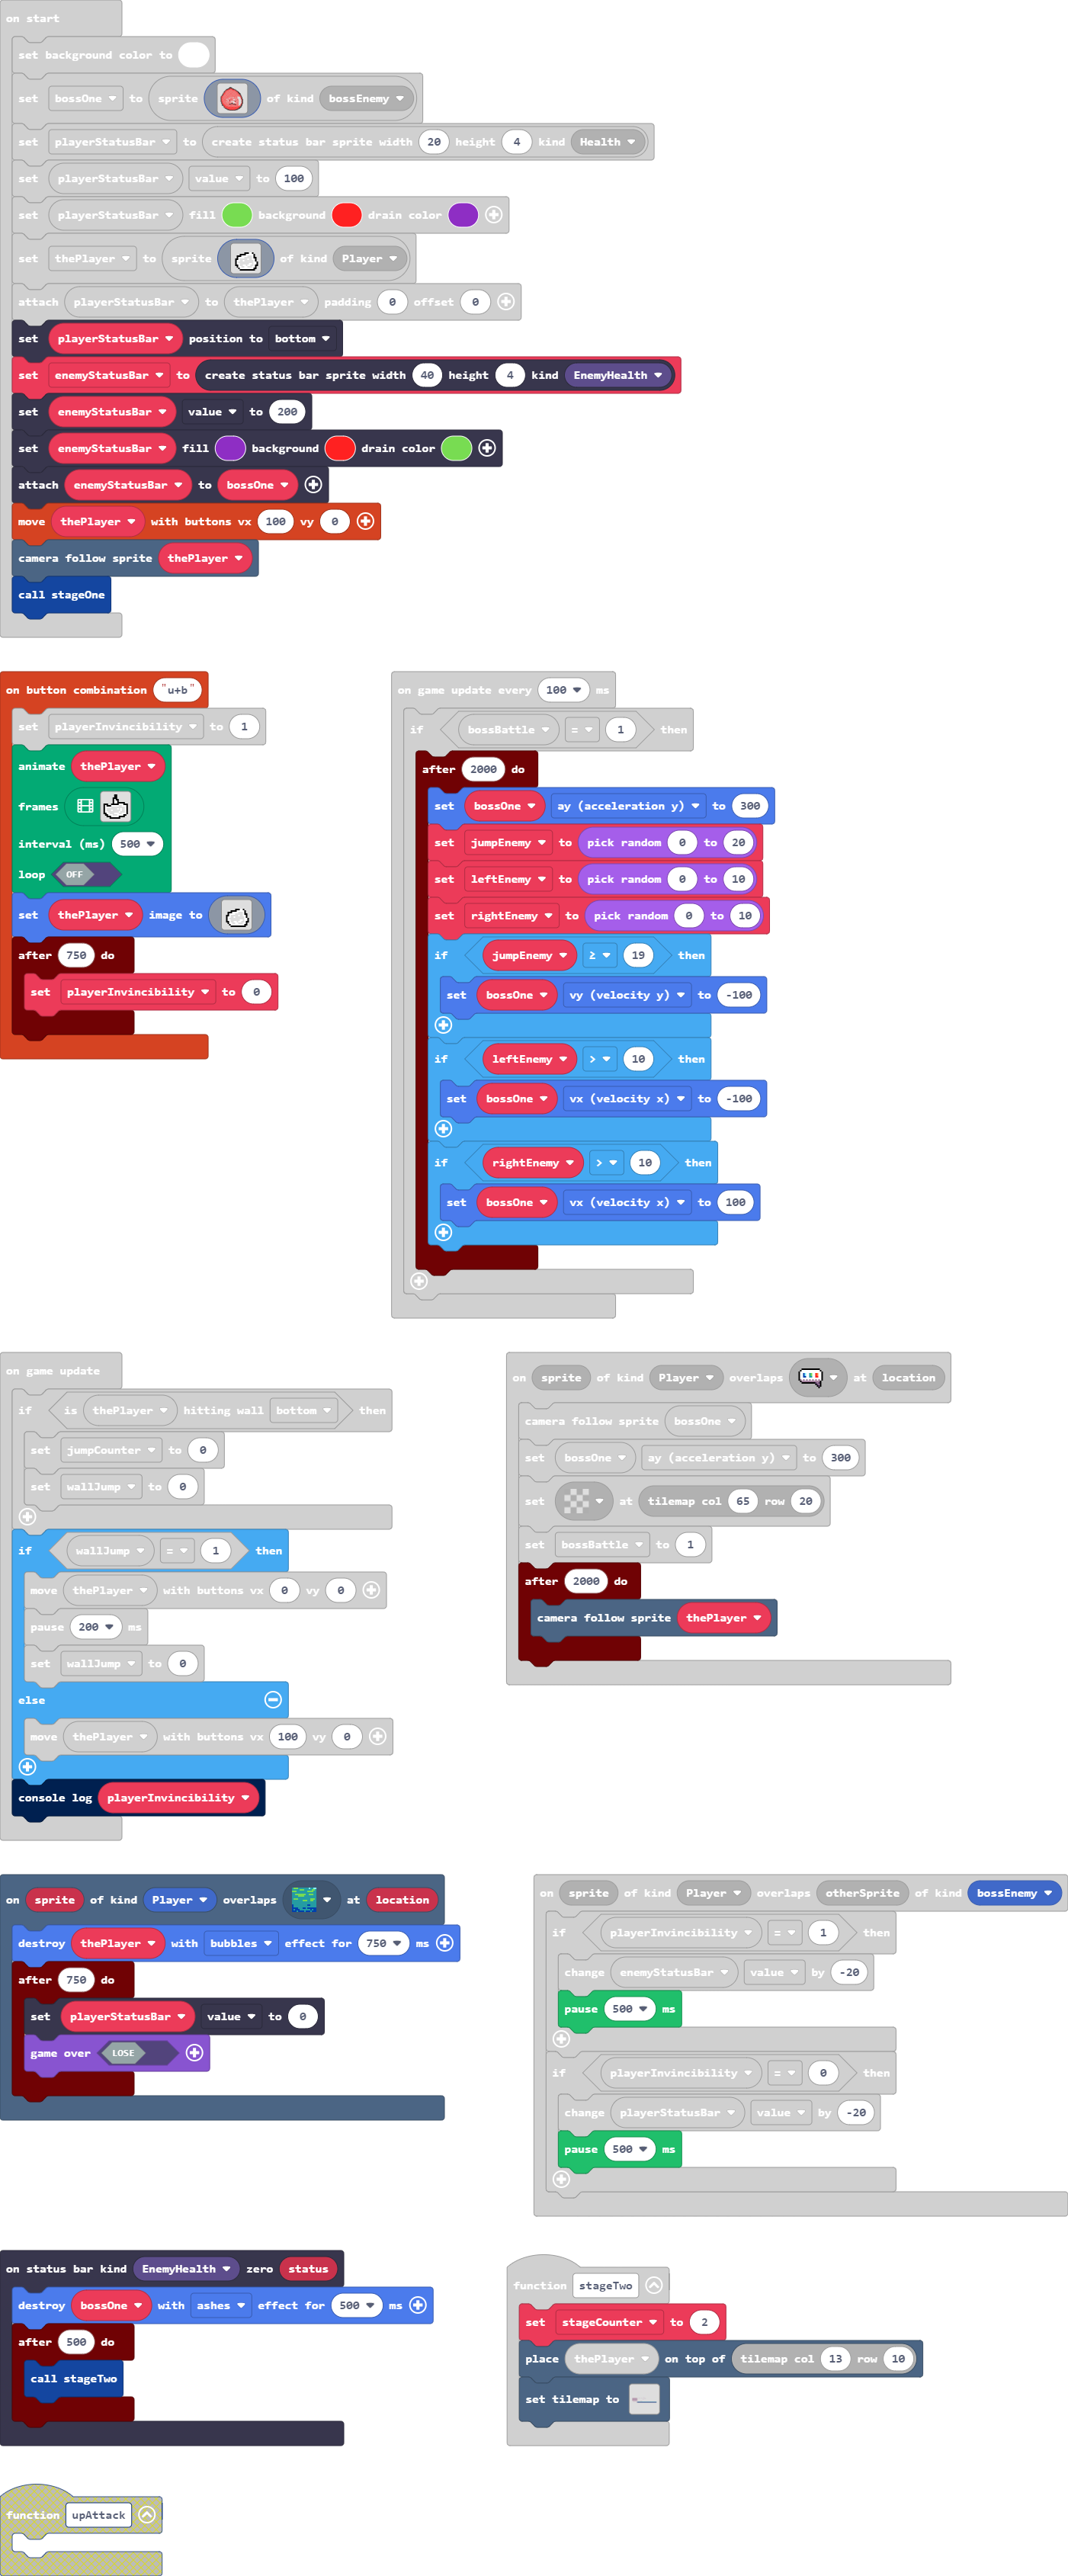 on start
set background color to
set bossOne to sprite of kind bossEnemy
set playerStatusBar to create status bar sprite width 20 height 4 kind Health
set playerStatusBar value to 100
set playerStatusBar fill background drain color
set thePlayer to sprite of kind Player
attach playerStatusBar to thePlayer padding 0 offset 0
set playerStatusBar position to bottom
set enemyStatusBar to create status bar sprite width 40 height 4 kind EnemyHealth
set enemyStatusBar value to 200
set enemyStatusBar fill background drain color
attach enemyStatusBar to bossOne
move thePlayer with buttons vx 100 vy 0
camera follow sprite thePlayer
call stageOne
on button combination "u+b"
set playerInvincibility to 1
animate thePlayer
frames
interval (ms) 500
loop OFF
set thePlayer image to
after 750 do
set playerInvincibility to 0
on game update every 100 ms
if bossBattle = 1 then
after 2000 do
set bossOne ay (acceleration y) to 300
set jumpEnemy to pick random 0 to 20
set leftEnemy to pick random 0 to 10
set rightEnemy to pick random 0 to 10
if jumpEnemy ≥ 19 then
set bossOne vy (velocity y) to -100
if leftEnemy > 10 then
set bossOne vx (velocity x) to -100
if rightEnemy > 10 then
set bossOne vx (velocity x) to 100
on game update
if is thePlayer hitting wall bottom then
set jumpCounter to 0
set wallJump to 0
if wallJump = 1 then
move thePlayer with buttons vx 0 vy 0
pause 200 ms
set wallJump to 0
else
move thePlayer with buttons vx 100 vy 0
console log playerInvincibility
on sprite of kind Player overlaps at location
camera follow sprite bossOne
set bossOne ay (acceleration y) to 300
set at tilemap col 65 row 20
set bossBattle to 1
after 2000 do
camera follow sprite thePlayer
on sprite of kind Player overlaps at location
destroy thePlayer with bubbles effect for 750 ms
after 750 do
set playerStatusBar value to 0
game over LOSE
on sprite of kind Player overlaps otherSprite of kind bossEnemy
if playerInvincibility = 1 then
change enemyStatusBar value by -20
pause 500 ms
if playerInvincibility = 0 then
change playerStatusBar value by -20
pause 500 ms
on status bar kind EnemyHealth zero status
destroy bossOne with ashes effect for 500 ms
after 500 do
call stageTwo
function stageTwo
set stageCounter to 2
place thePlayer on top of tilemap col 13 row 10
set tilemap to
function upAttack